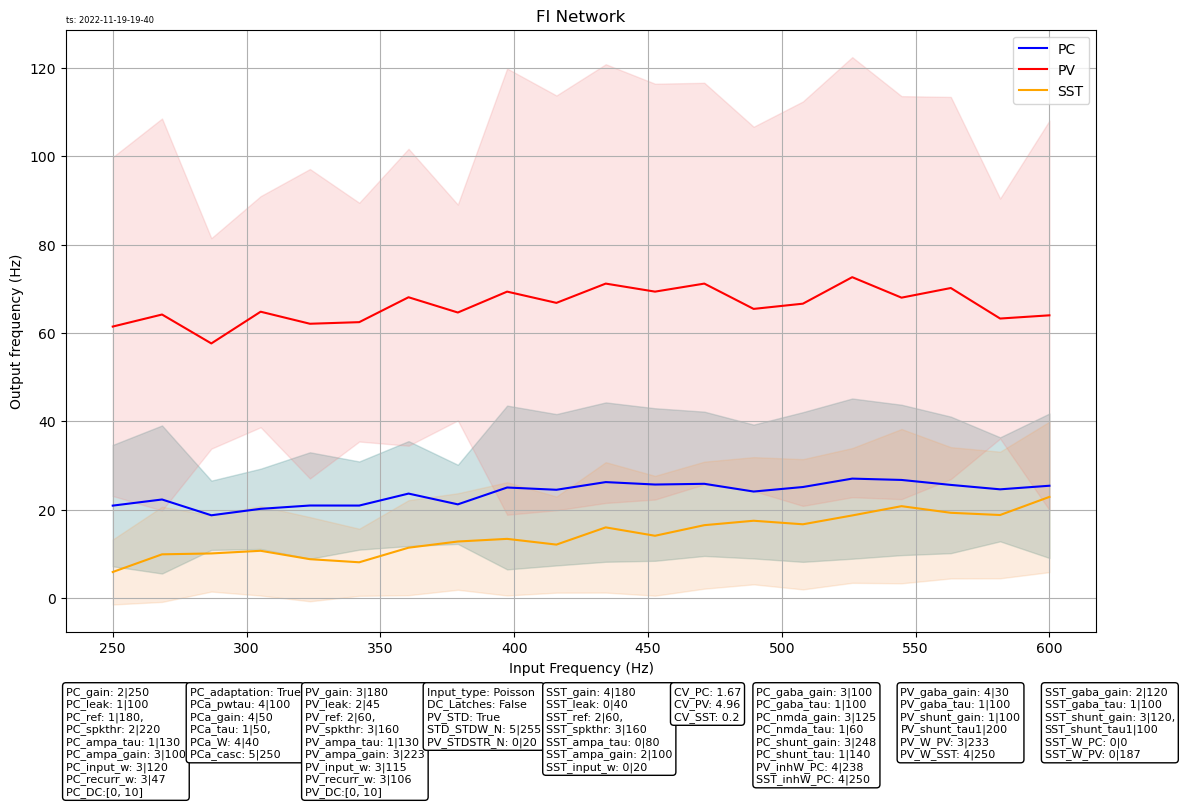 ts: 2022-11-19-19-40
FI Network
PC
PV
SST
Output frequency (Hz)
120
100
80
60
40
20
0
250
300
350
400
450
500
550
600
Input Frequency (Hz)
PC_gain: 2|250
PC_leak: 1|100
PC_ref: 1|180,
PC_spkthr: 2|220
PC_ampa_tau: 1|130
PC_ampa_gain: 3|100
PC_input_w: 3|120
PC_recurr_w: 3|47
PC_DC:[0, 10]
PC_adaptation: True
PCa_pwtau: 4|100
PCa_gain: 4|50
PCa_tau: 1|50,
PCa_W: 4|40
PCa_casc: 5|250
PV_gain: 3|180
PV_leak: 2|45
PV_ref: 2|60,
PV_spkthr: 3|160
PV_ampa_tau: 1|130
PV_ampa_gain: 3|223
PV_input_w: 3|115
PV_recurr_w: 3|106
PV_DC:[0, 10]
Input_type: Poisson
DC_Latches: False
PV_STD: True
STD_STDW_N: 5|255
PV_STDSTR_N: 0|20
SST_gain: 4|180
SST_leak: 0|40
SST_ref: 2|60,
SST_spkthr: 3|160
SST_ampa_tau: 0|80
SST_ampa_gain: 2|100
SST_input_w: 0|20
CV_PC: 1.67
CV_PV: 4.96
CV_SST: 0.2
PC_gaba_gain: 3|100
PC_gaba_tau: 1|100
PC_nmda_gain: 3|125
PC_nmda_tau: 1|60
PC_shunt_gain: 3|248
PC_shunt_tau: 1|140
PV_inhW_PC: 4|238
SST_inhW_PC: 4|250
PV_gaba_gain: 4|30
PV_gaba_tau: 1|100
PV_shunt_gain: 1|100
PV_shunt_tau1|200
PV_W_PV: 3|233
PV_W_SST: 4|250
SST_gaba_gain: 2|120
SST_gaba_tau: 1|100
SST_shunt_gain: 3|120,
SST_shunt_tau1|100
SST_W_PC: 0|0
SST_W_PV: 0|187